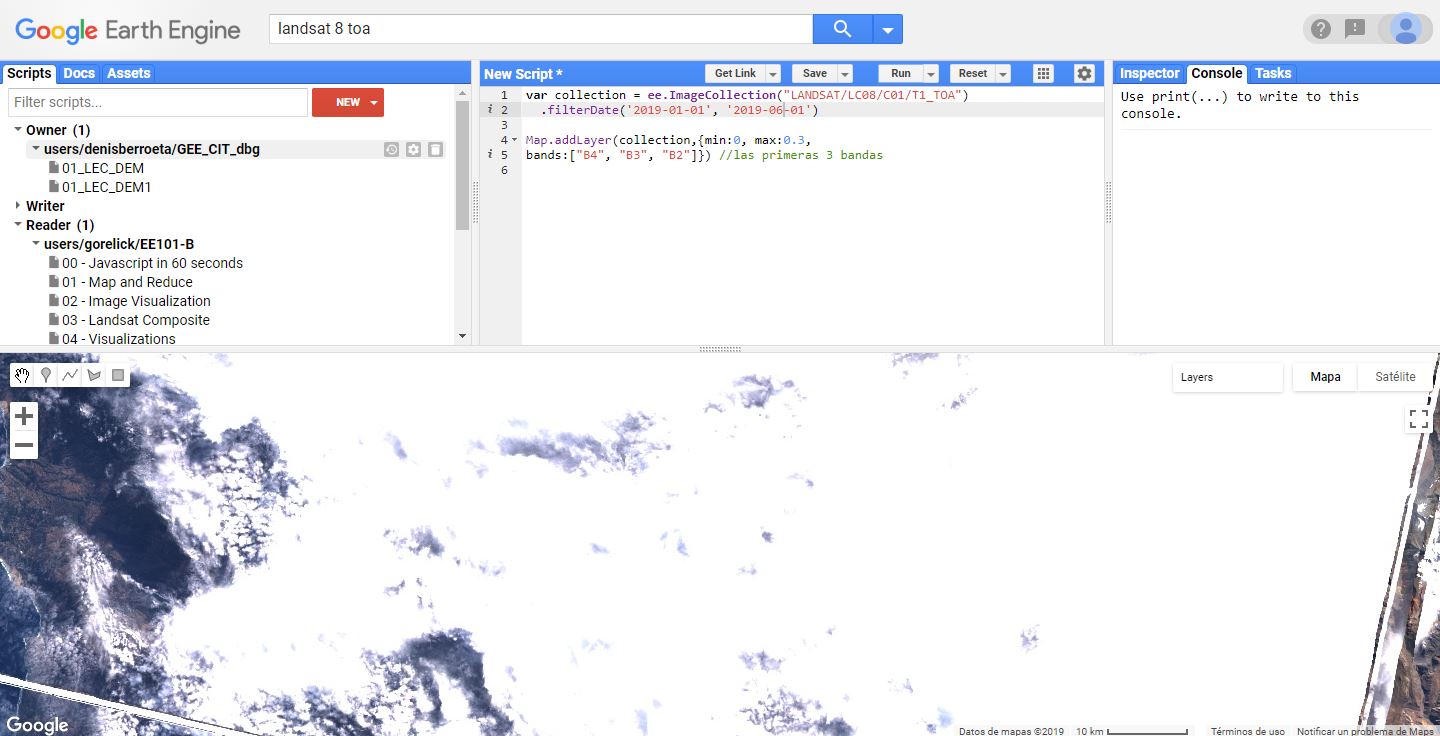 Google Earth Engine
landsat 8 toa
Scripts Docs Assets
Filter scripts...
NEW
Owner (1)
users/denisberroeta/GEE_CIT_dbg
01_LEC_DEM
01_LEC_DEM1
Writer
Reader (1)
users/gorelick/EE101-B
00 - Javascript in 60 seconds
01 - Map and Reduce
02 - Image Visualization
03 - Landsat Composite
04 - Visualizations
New Script *
Get Link
Save
Run
Reset
1 var collection = ee.ImageCollection("LANDSAT/LC08/C01/T1_TOA")
i 2 .filterDate('2019-01-01', '2019-06-01')
3
4 Map.addLayer(collection,{min:0, max:0.3,
i 5 bands:["B4", "B3", "B2"]}) //las primeras 3 bandas
6
Inspector Console Tasks
Use print(...) to write to this
console.
Layers
Mapa
Satélite
Google
Datos de mapas ©2019
10 km
Términos de uso
Notificar un problema de Maps